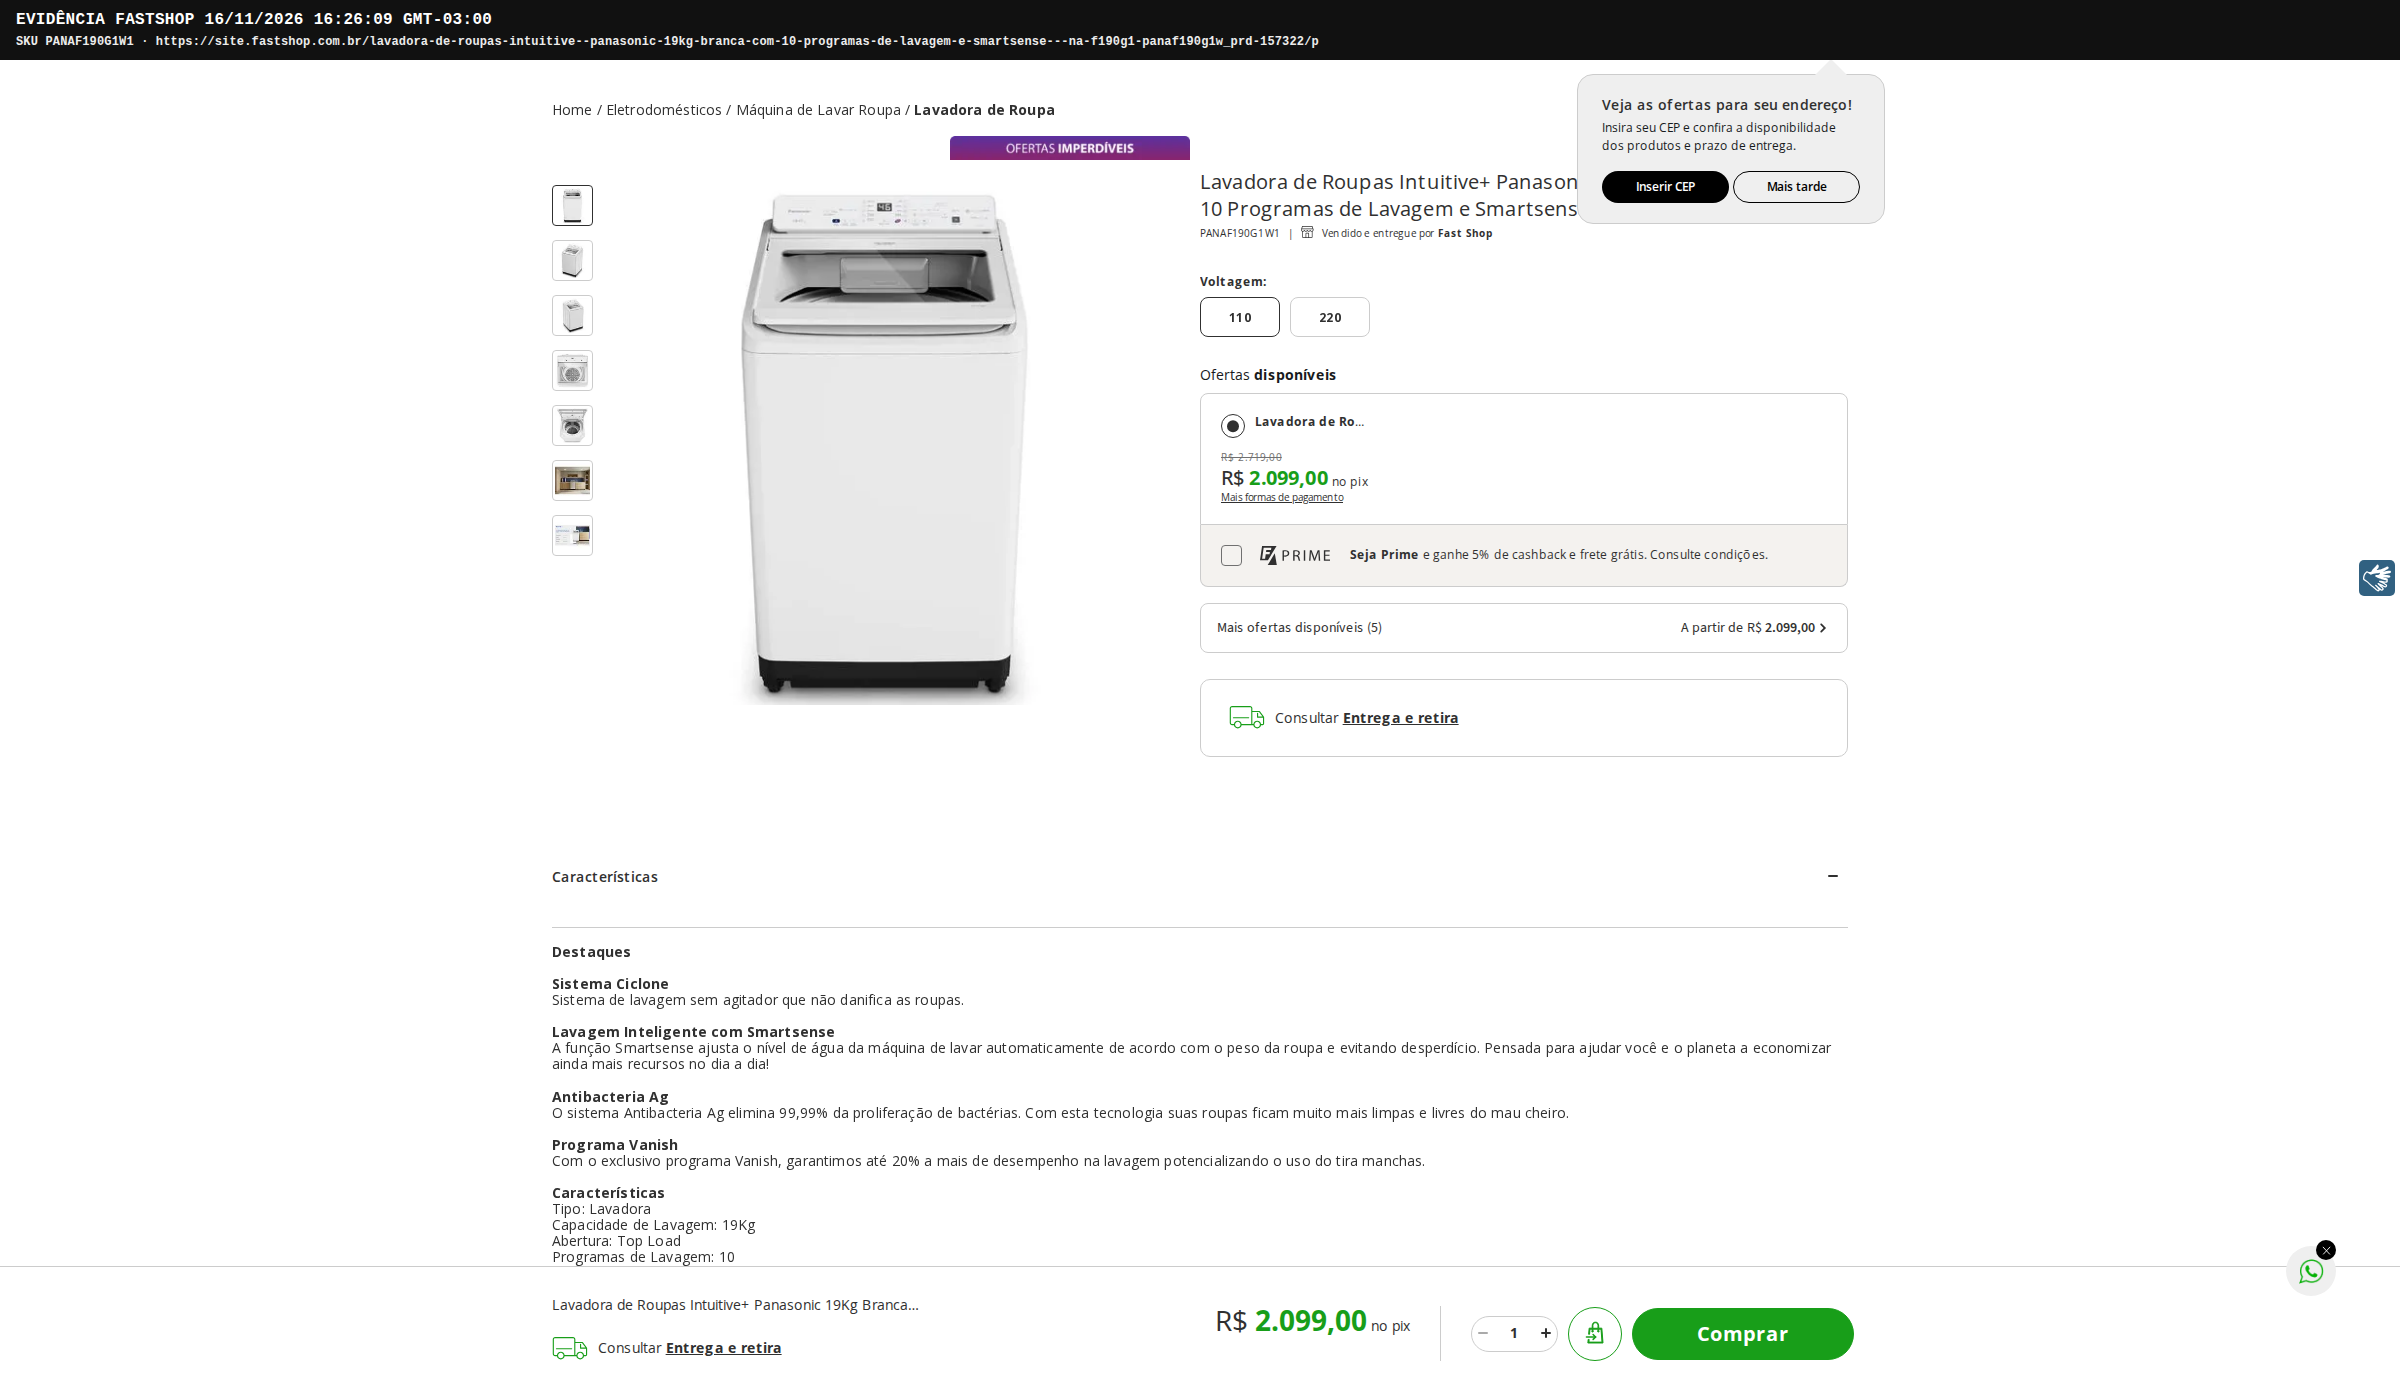 EVIDÊNCIA FASTSHOP 16/11/2026 16:26:09 GMT-03:00
SKU PANAF190G1W1 · https://site.fastshop.com.br/lavadora-de-roupas-intuitive--panasonic-19kg-branca-com-10-programas-de-lavagem-e-smartsense---na-f190g1-panaf190g1w_prd-157322/p
Home / Eletrodomésticos / Máquina de Lavar Roupa / Lavadora de Roupa
Veja as ofertas para seu endereço!
Insira seu CEP e confira a disponibilidade
dos produtos e prazo de entrega.
Inserir CEP
Mais tarde
OFERTAS IMPERDÍVEIS
Lavadora de Roupas Intuitive+ Panason
10 Programas de Lavagem e Smartsens
PANAF190G1W1 | Vendido e entregue por Fast Shop
Voltagem:
110
220
Ofertas disponíveis
Lavadora de Ro...
R$ 2.719,00
R$ 2.099,00 no pix
Mais formas de pagamento
PRIME
Seja Prime e ganhe 5% de cashback e frete grátis. Consulte condições.
Mais ofertas disponíveis (5)
A partir de R$ 2.099,00
Consultar Entrega e retira
Características
Destaques
Sistema Ciclone
Sistema de lavagem sem agitador que não danifica as roupas.
Lavagem Inteligente com Smartsense
A função Smartsense ajusta o nível de água da máquina de lavar automaticamente de acordo com o peso da roupa e evitando desperdício. Pensada para ajudar você e o planeta a economizar
ainda mais recursos no dia a dia!
Antibacteria Ag
O sistema Antibacteria Ag elimina 99,99% da proliferação de bactérias. Com esta tecnologia suas roupas ficam muito mais limpas e livres do mau cheiro.
Programa Vanish
Com o exclusivo programa Vanish, garantimos até 20% a mais de desempenho na lavagem potencializando o uso do tira manchas.
Características
Tipo: Lavadora
Capacidade de Lavagem: 19Kg
Abertura: Top Load
Programas de Lavagem: 10
Lavadora de Roupas Intuitive+ Panasonic 19Kg Branca...
Consultar Entrega e retira
R$ 2.099,00 no pix
1
Comprar